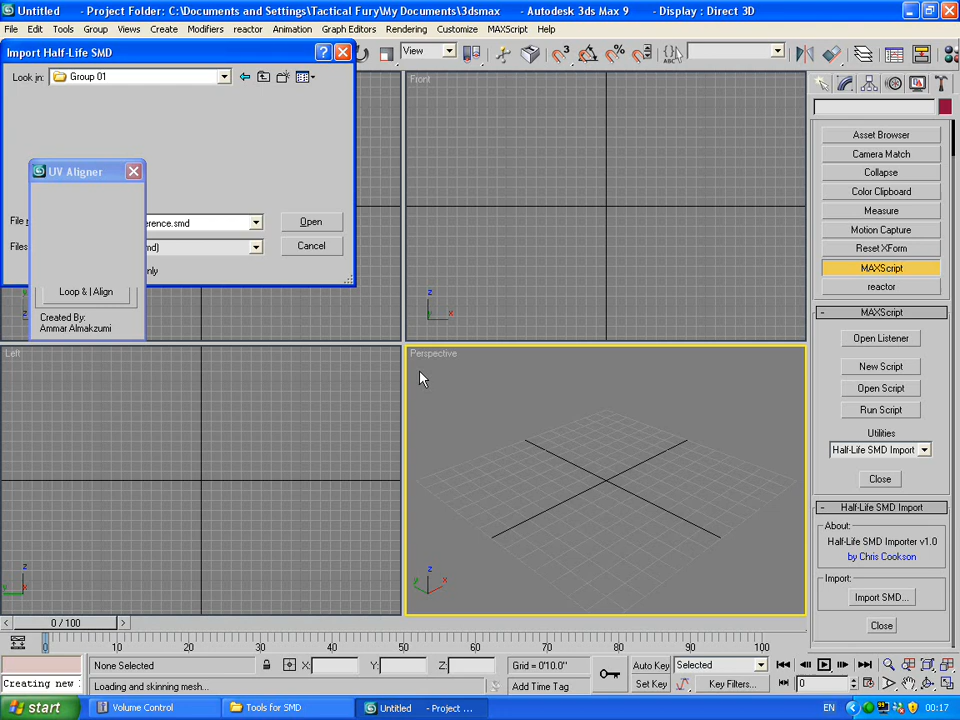 Untitled - Project Folder: C:\Documents and Settings\Tactical Fury\My Documents\3dsmax - Autodesk 3ds Max 9 - Display : Direct 3D
File Edit Tools Group Views Create Modifiers reactor Animation Graph Editors Rendering Customize MAXScript Help
Import Half-Life SMD
View
Look in: Group 01
Front
UV Aligner
File
erence.smd
Open
Files
md)
Cancel
nly
Loop & | Align
Created By:
Ammar Almakzumi
z
y
x
Asset Browser
Camera Match
Collapse
Color Clipboard
Measure
Motion Capture
Reset XForm
MAXScript
reactor
MAXScript
Open Listener
New Script
Open Script
Run Script
Utilities
Half-Life SMD Import
Close
Half-Life SMD Import
About:
Half-Life SMD Importer v1.0
by Chris Cookson
Import:
Import SMD...
Close
Left
Perspective
z
y
x
z
y
x
0 / 100
0 10 20 30 40 50 60 70 80 90 100
None Selected
X:
Y:
Z:
Grid = 0'10.0"
Auto Key
Selected
Creating new
Loading and skinning mesh...
Add Time Tag
Set Key
Key Filters...
0
start
Volume Control
Tools for SMD
Untitled - Project ...
EN
00:17